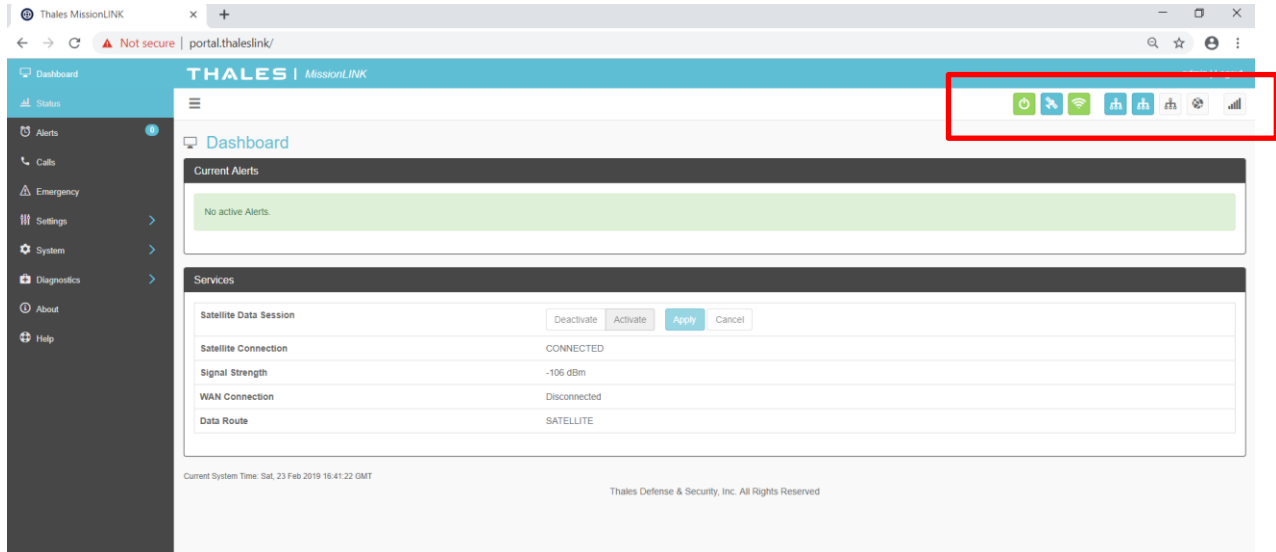 Thales MissionLINK
Not secure | portal.thaleslink/
Dashboard
THALES | MissionLINK
Status
Alerts 0
Dashboard
Calls
Current Alerts
Emergency
No active Alerts.
Settings
System
Diagnostics
Services
About
Satellite Data Session Deactivate Activate Apply Cancel
Help
Satellite Connection CONNECTED
Signal Strength -106 dBm
WAN Connection Disconnected
Data Route SATELLITE
Current System Time: Sat, 23 Feb 2019 16:41:22 GMT
Thales Defense & Security, Inc. All Rights Reserved